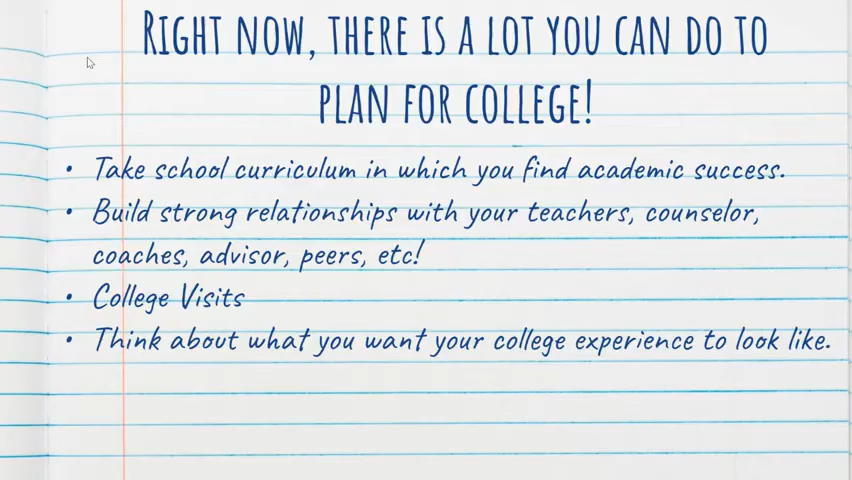 Right now, there is a lot you can do to
plan for college!
• Take school curriculum in which you find academic success.
• Build strong relationships with your teachers, counselor,
coaches, advisor, peers, etc!
• College Visits
• Think about what you want your college experience to look like.